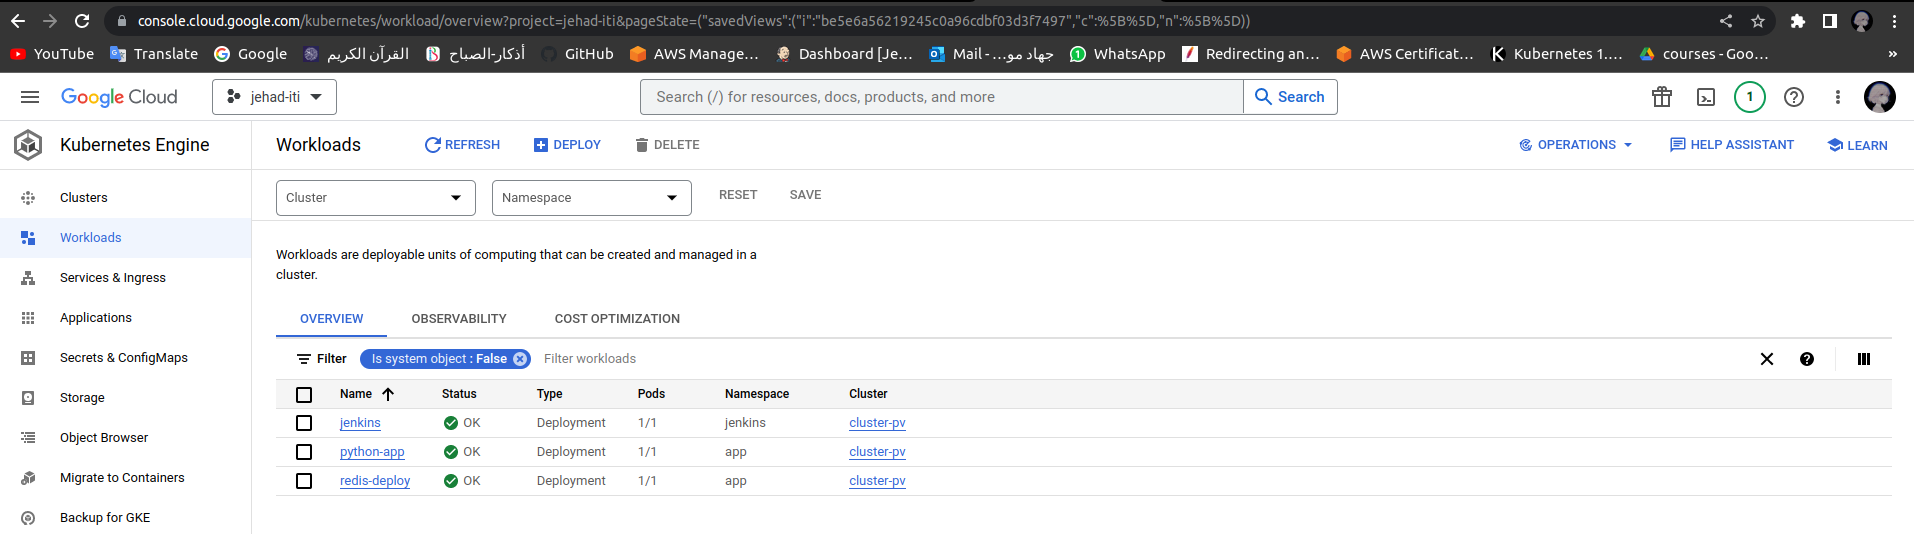 console.cloud.google.com/kubernetes/workload/overview?project=jehad-iti&pageState=("savedViews":("i":"be5e6a56219245c0a96cdbf03d3f7497","c":%5B%5D,"n":%5B%5D))
YouTube Translate Google القرآن الكريم أذكار-الصباح GitHub AWS Manage... Dashboard [Je... Mail - ...جهاد مو WhatsApp Redirecting an... AWS Certificat... Kubernetes 1.... courses - Goo... »
Google Cloud jehad-iti Search (/) for resources, docs, products, and more Search 1
Kubernetes Engine
Clusters
Workloads
Services & Ingress
Applications
Secrets & ConfigMaps
Storage
Object Browser
Migrate to Containers
Backup for GKE
Workloads REFRESH DEPLOY DELETE OPERATIONS HELP ASSISTANT LEARN
Cluster Namespace RESET SAVE
Workloads are deployable units of computing that can be created and managed in a
cluster.
OVERVIEW OBSERVABILITY COST OPTIMIZATION
Filter Is system object : False Filter workloads
Name Status Type Pods Namespace Cluster
jenkins OK Deployment 1/1 jenkins cluster-pv
python-app OK Deployment 1/1 app cluster-pv
redis-deploy OK Deployment 1/1 app cluster-pv